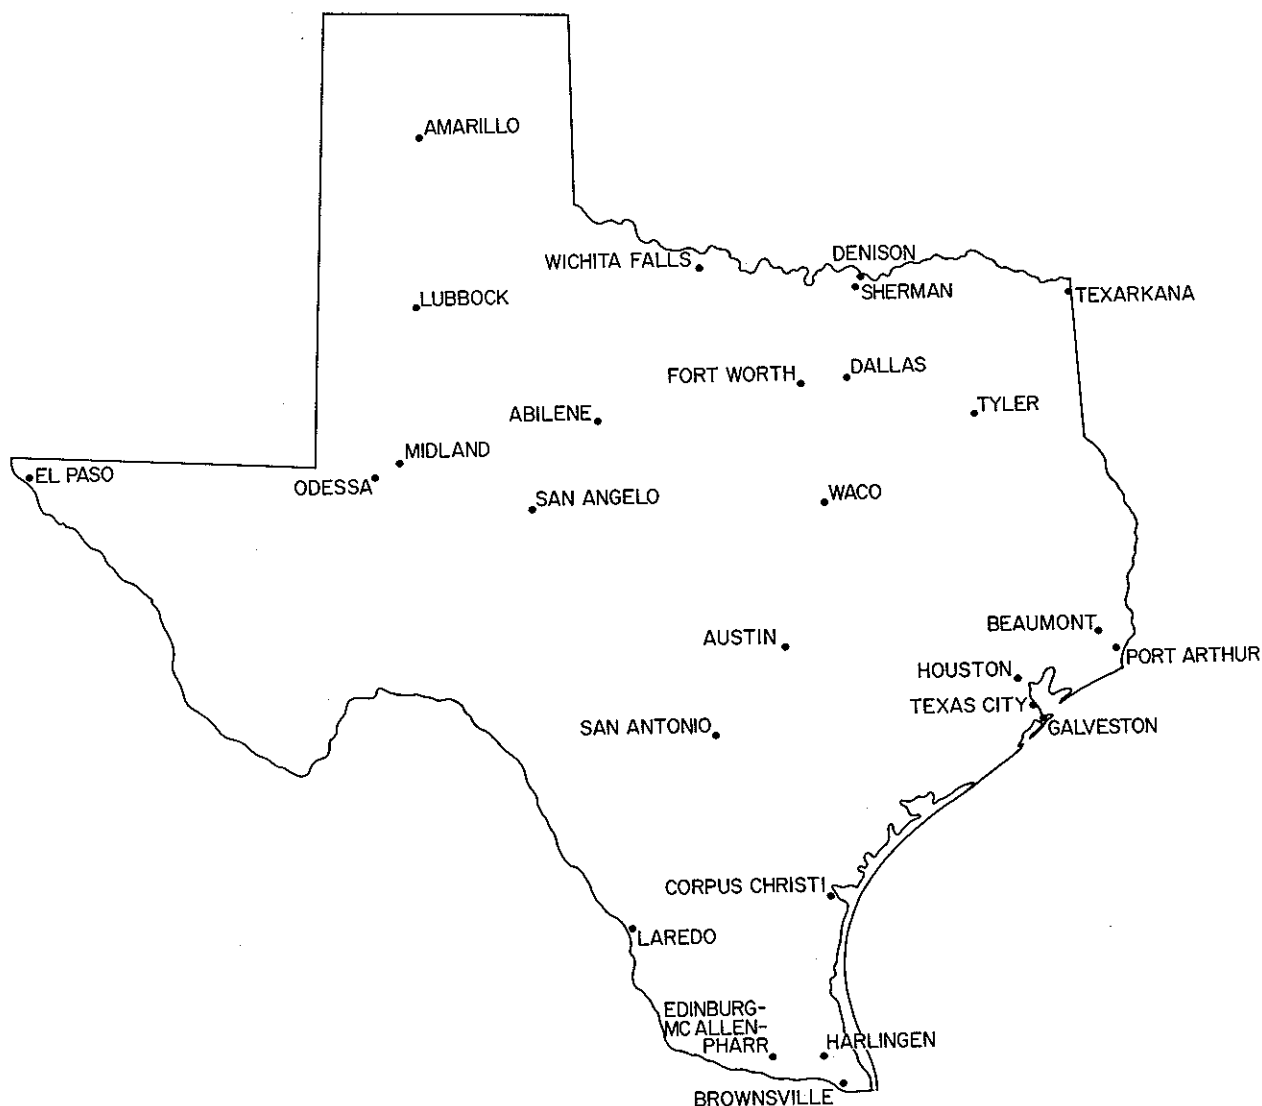 AMARILLO
DENISON
WICHITA FALLS
SHERMAN
TEXARKANA
LUBBOCK
DALLAS
FORT WORTH
TYLER
ABILENE
MIDLAND
EL PASO
ODESSA
SAN ANGELO
WACO
BEAUMONT
AUSTIN
PORT ARTHUR
HOUSTON
TEXAS CITY
GALVESTON
SAN ANTONIO
CORPUS CHRISTI
LAREDO
EDINBURG-
MC ALLEN-
PHARR
HARLINGEN
BROWNSVILLE